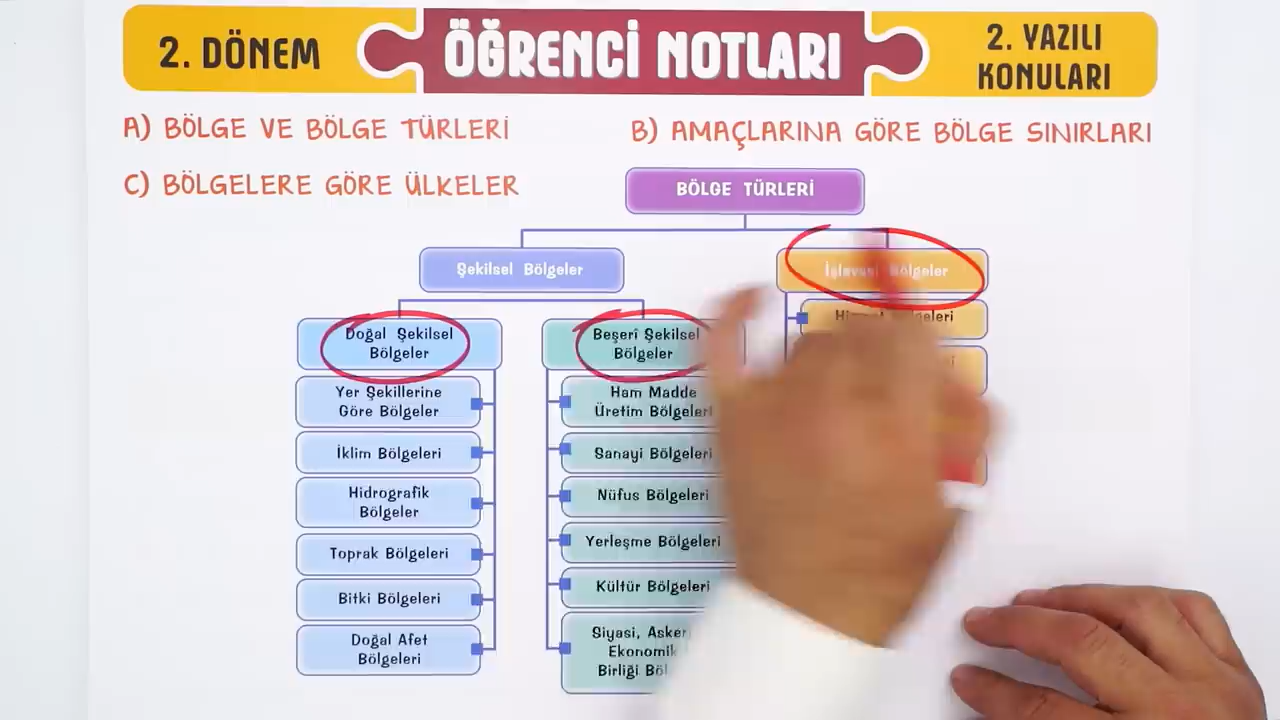 2. DÖNEM
ÖĞRENCİ NOTLARI
2. YAZILI
KONULARI
A) BÖLGE VE BÖLGE TÜRLERİ
B) AMAÇLARINA GÖRE BÖLGE SINIRLARI
C) BÖLGELERE GÖRE ÜLKELER
BÖLGE TÜRLERİ
Şekilsel Bölgeler
Doğal Şekilsel
Bölgeler
Yer Şekillerine
Göre Bölgeler
İklim Bölgeleri
Hidrografik
Bölgeler
Toprak Bölgeleri
Bitki Bölgeleri
Doğal Afet
Bölgeleri
Beşerî Şekilsel
Bölgeler
Ham Madde
Üretim Bölgeleri
Sanayi Bölgeleri
Nüfus Bölgeleri
Yerleşme Bölgeleri
Kültür Bölgeleri
Siyasi,
Ekonomik
Birliği
İşlevsel Bölgeler